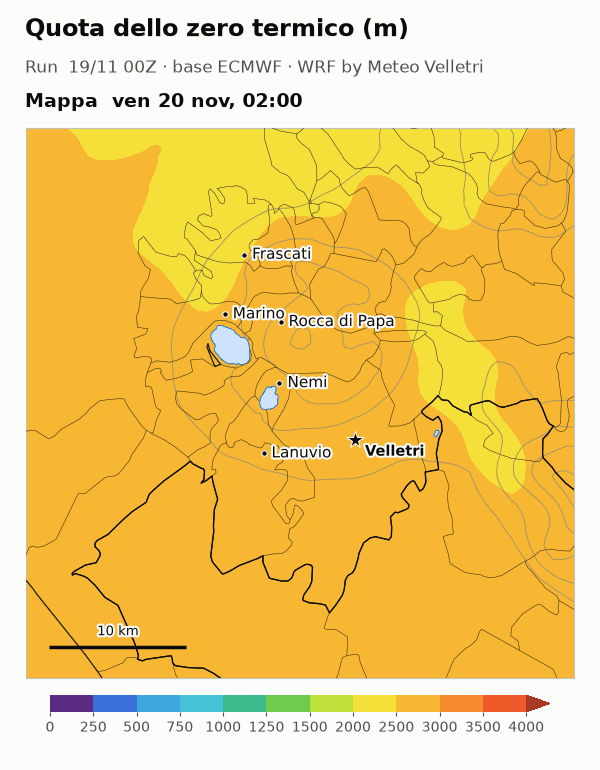 Quota dello zero termico (m)
Run 19/11 00Z · base ECMWF · WRF by Meteo Velletri
Mappa ven 20 nov, 02:00
Frascati
Marino
Rocca di Papa
Nemi
Velletri
Lanuvio
10 km
0 250 500 750 1000 1250 1500 2000 2500 3000 3500 4000